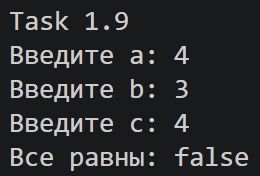 Task 1.9
Введите a: 4
Введите b: 3
Введите c: 4
Все равны: false